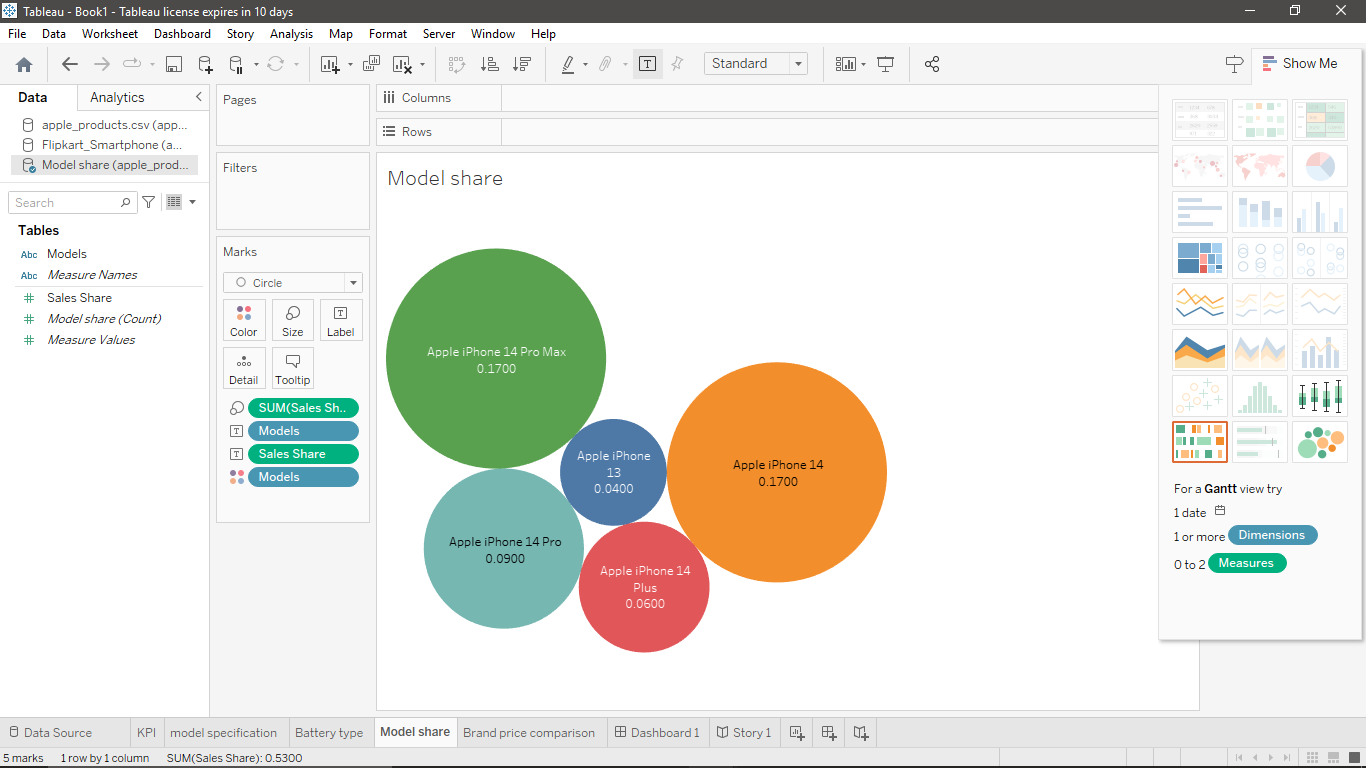 Tableau - Book1 - Tableau license expires in 10 days
File Data Worksheet Dashboard Story Analysis Map Format Server Window Help
Standard
Show Me
Data Analytics
apple_products.csv (app...
Flipkart_Smartphone (a...
Model share (apple_prod...
Search
Tables
Abc Models
Abc Measure Names
Sales Share
Model share (Count)
Measure Values
Pages
Filters
Marks
Circle
Color Size Label
Detail Tooltip
SUM(Sales Sh..
Models
Sales Share
Models
Columns
Rows
Model share
Apple iPhone 14 Pro Max
0.1700
Apple iPhone
13
0.0400
Apple iPhone 14
0.1700
Apple iPhone 14 Pro
0.0900
Apple iPhone 14
Plus
0.0600
For a Gantt view try
1 date
1 or more Dimensions
0 to 2 Measures
Data Source KPI model specification Battery type Model share Brand price comparison Dashboard 1 Story 1
5 marks 1 row by 1 column SUM(Sales Share): 0.5300